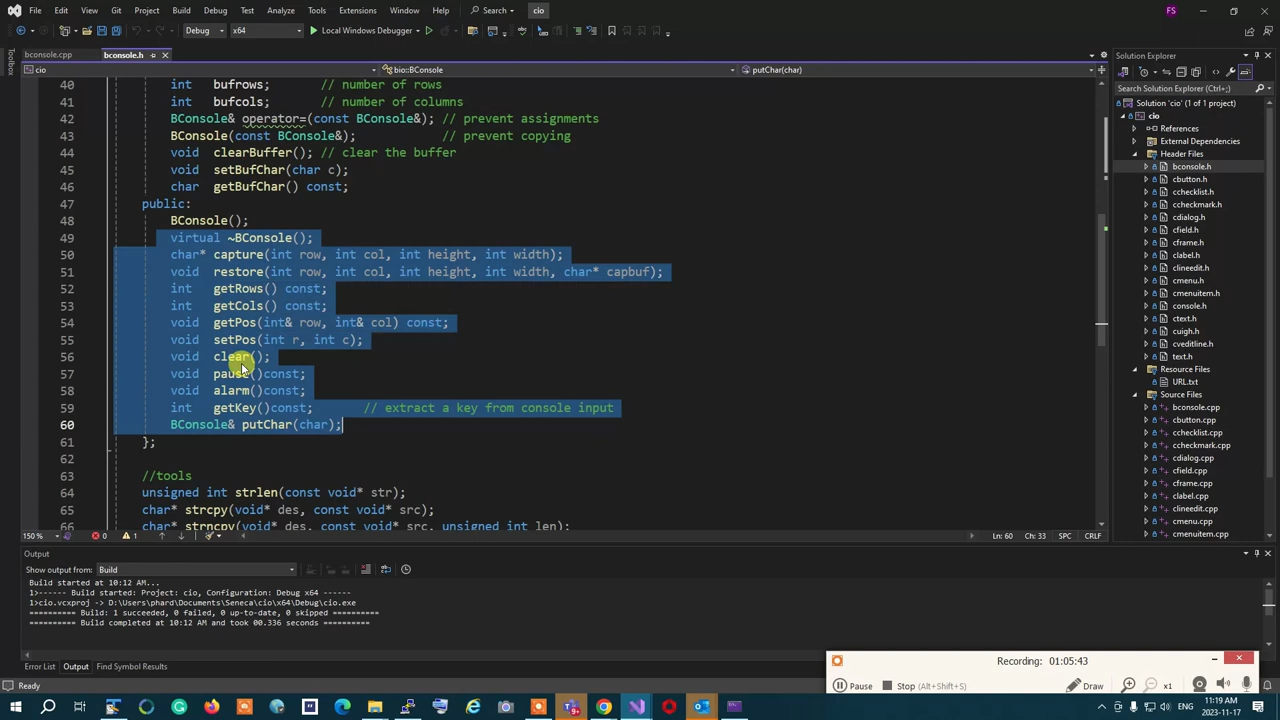 File Edit View Git Project Build Debug Test Analyze Tools Extensions Window Help Search cio FS
Debug x64 Local Windows Debugger
bconsole.cpp bconsole.h
cio bio::BConsole putChar(char)
Toolbox
40 int bufrows; // number of rows
41 int bufcols; // number of columns
42 BConsole& operator=(const BConsole&); // prevent assignments
43 BConsole(const BConsole&); // prevent copying
44 void clearBuffer(); // clear the buffer
45 void setBufChar(char c);
46 char getBufChar() const;
47 public:
48 BConsole();
49 virtual ~BConsole();
50 char* capture(int row, int col, int height, int width);
51 void restore(int row, int col, int height, int width, char* capbuf);
52 int getRows() const;
53 int getCols() const;
54 void getPos(int& row, int& col) const;
55 void setPos(int r, int c);
56 void clear();
57 void pause()const;
58 void alarm()const;
59 int getKey()const; // extract a key from console input
60 BConsole& putChar(char);
61 };
62
63 //tools
64 unsigned int strlen(const void* str);
65 char* strcpy(void* des, const void* src);
66 char* strncpy(void* des, const void* src, unsigned int len);
150 % 0 1 Ln: 60 Ch: 33 SPC CRLF
Solution Explorer
Search Solution Explorer (Ctrl+;)
Solution 'cio' (1 of 1 project)
cio
References
External Dependencies
Header Files
bconsole.h
cbutton.h
cchecklist.h
ccheckmark.h
cdialog.h
cfield.h
cframe.h
clabel.h
clineedit.h
cmenu.h
cmenuitem.h
console.h
ctext.h
cuigh.h
cveditline.h
text.h
Resource Files
URL.txt
Source Files
bconsole.cpp
cbutton.cpp
cchecklist.cpp
ccheckmark.cpp
cdialog.cpp
cfield.cpp
cframe.cpp
clabel.cpp
clineedit.cpp
cmenu.cpp
cmenuitem.cpp
Output
Show output from: Build
Build started at 10:12 AM...
1>------ Build started: Project: cio, Configuration: Debug x64 ------
1>cio.vcxproj -> D:\Users\phard\Documents\Seneca\cio\x64\Debug\cio.exe
========== Build: 1 succeeded, 0 failed, 0 up-to-date, 0 skipped ==========
========== Build completed at 10:12 AM and took 00.336 seconds ==========
Error List Output Find Symbol Results
Ready
Recording: 01:05:43
Pause Stop (Alt+Shift+S) Draw x1
ENG 11:19 AM
2023-11-17